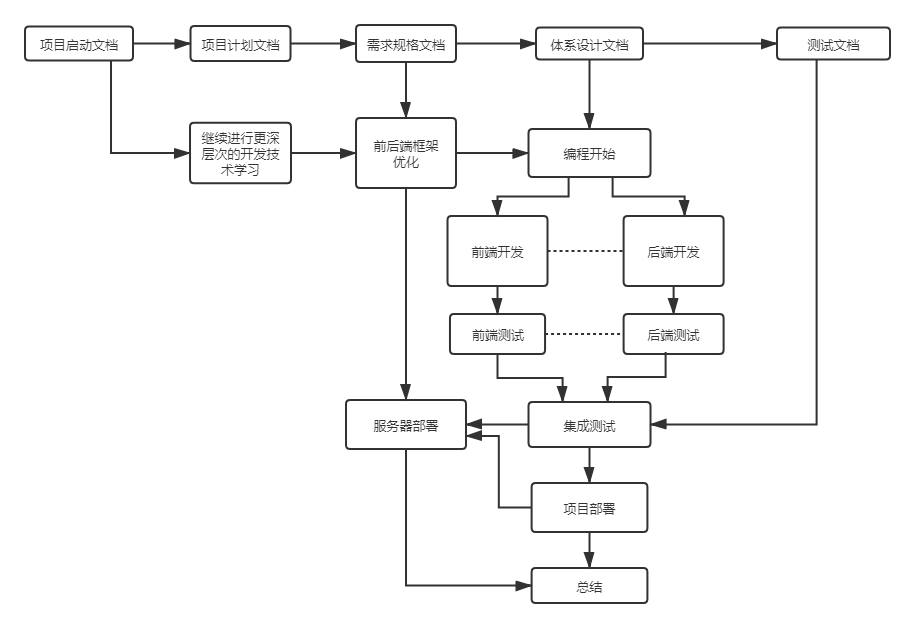 项目启动文档
项目计划文档
需求规格文档
体系设计文档
测试文档
继续进行更深
层次的开发技
术学习
前后端框架
优化
编程开始
前端开发
后端开发
前端测试
后端测试
服务器部署
集成测试
项目部署
总结